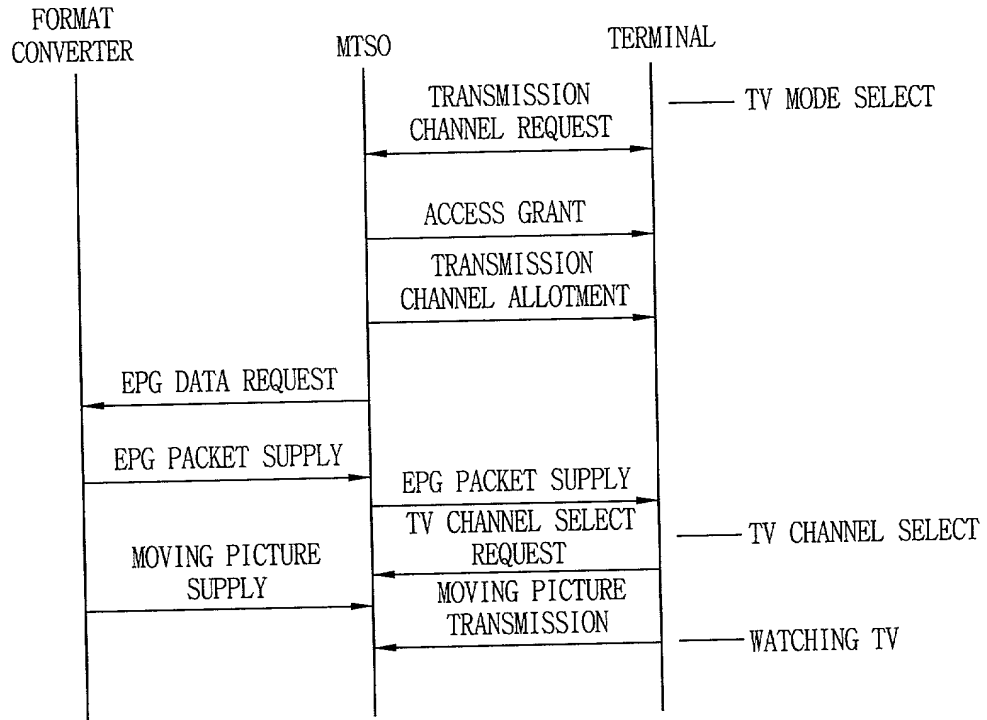 FORMAT
CONVERTER
MTSO
TERMINAL
TRANSMISSION
CHANNEL REQUEST
TV MODE SELECT
ACCESS GRANT
TRANSMISSION
CHANNEL ALLOTMENT
EPG DATA REQUEST
EPG PACKET SUPPLY
EPG PACKET SUPPLY
TV CHANNEL SELECT
REQUEST
TV CHANNEL SELECT
MOVING PICTURE
SUPPLY
MOVING PICTURE
TRANSMISSION
WATCHING TV